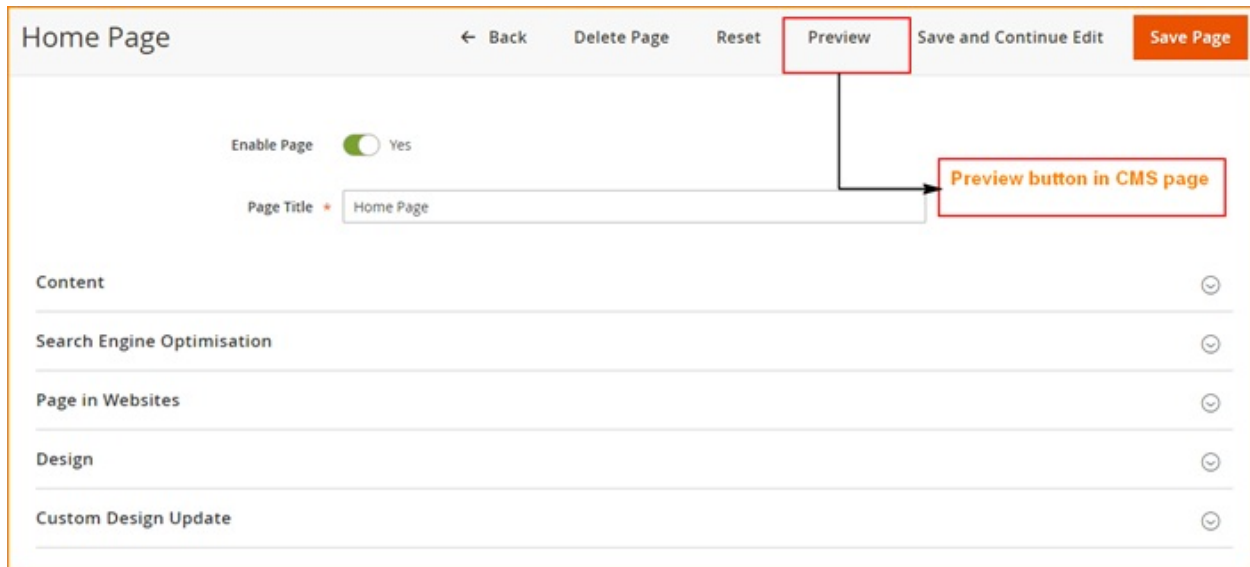 Home Page ← Back Delete Page Reset Preview Save and Continue Edit Save Page
Enable Page Yes
Preview button in CMS page
Page Title * Home Page
Content
Search Engine Optimisation
Page in Websites
Design
Custom Design Update